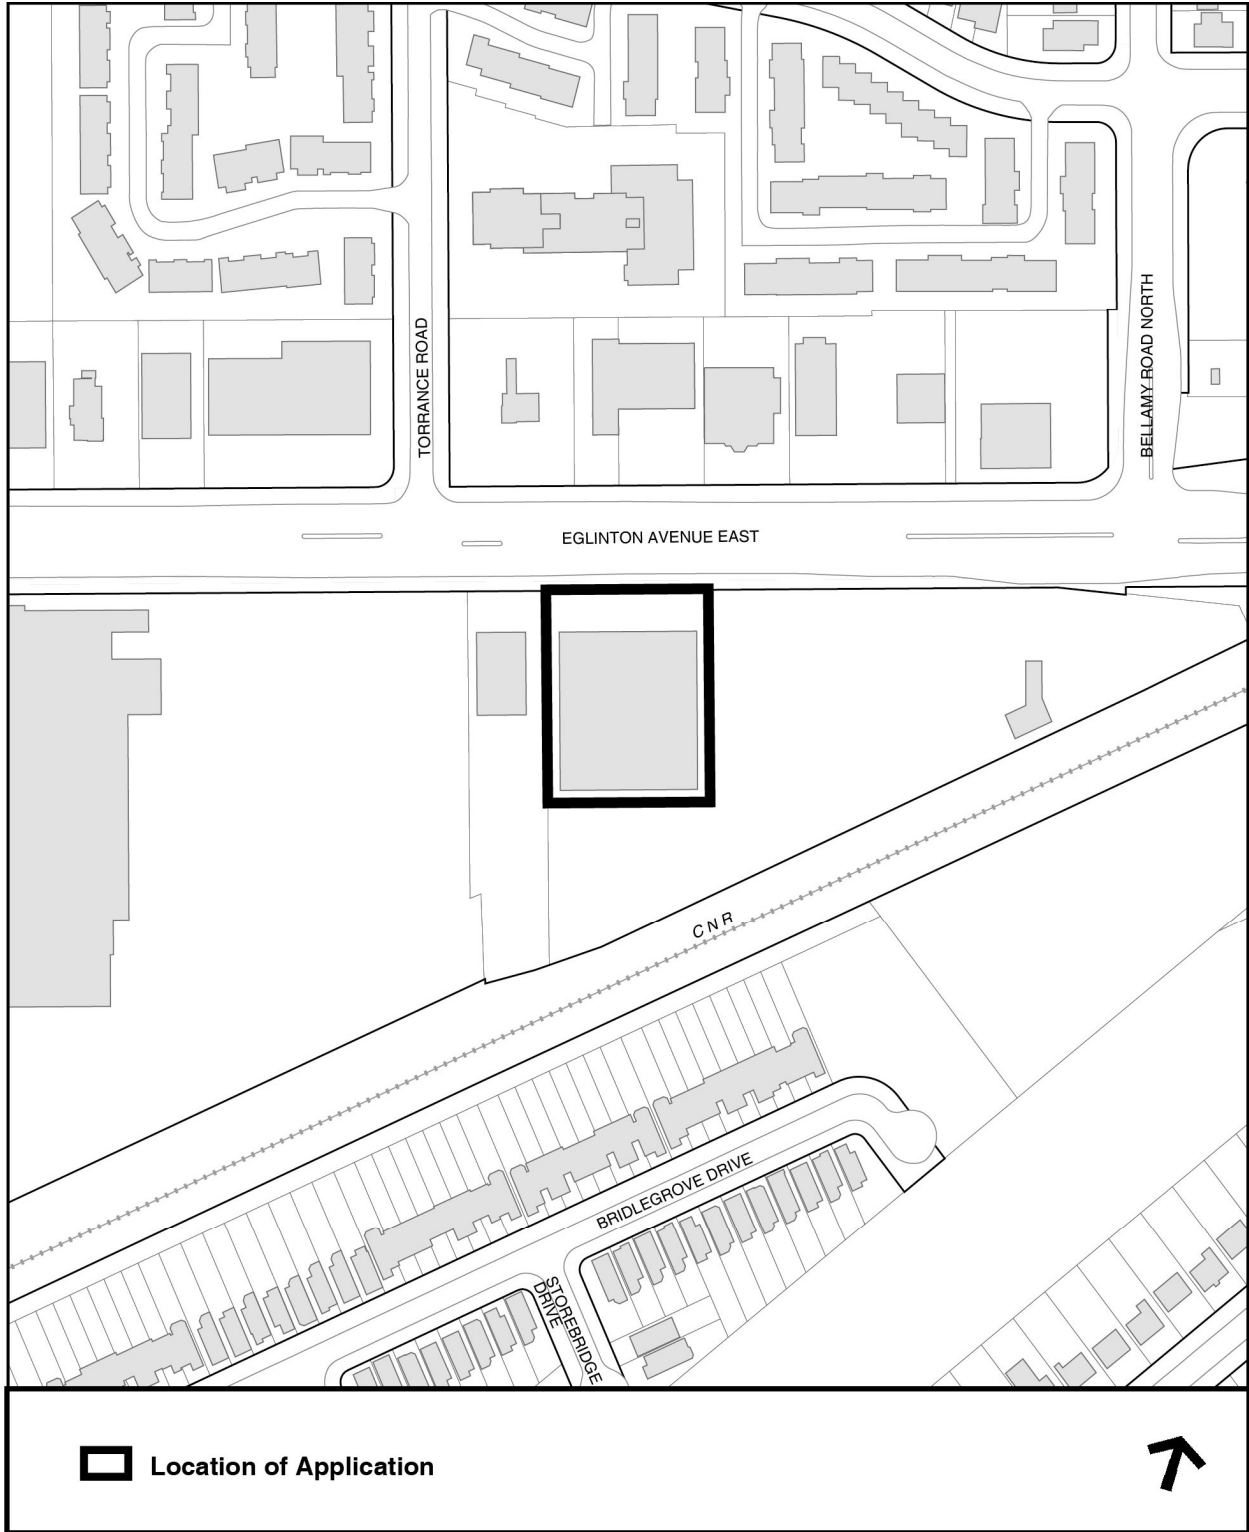 TORRANCE ROAD
BELLAMY ROAD NORTH
EGLINTON AVENUE EAST
CNR
BRIDLEGROVE DRIVE
STOREBRIDGE
DRIVE
Location of Application